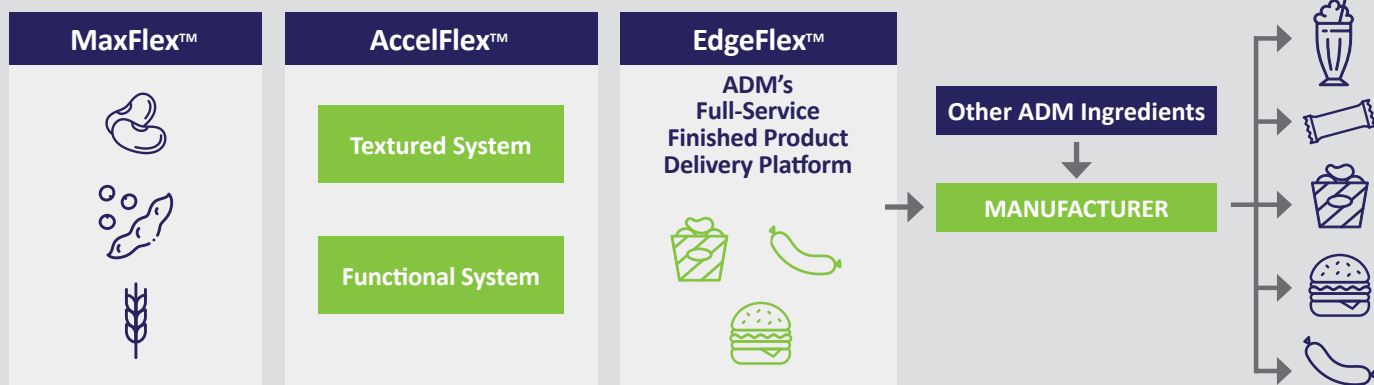 MaxFlex™
AccelFlex™
Textured System
Functional System
EdgeFlex™
ADM's
Full-Service
Finished Product
Delivery Platform
Other ADM Ingredients
MANUFACTURER